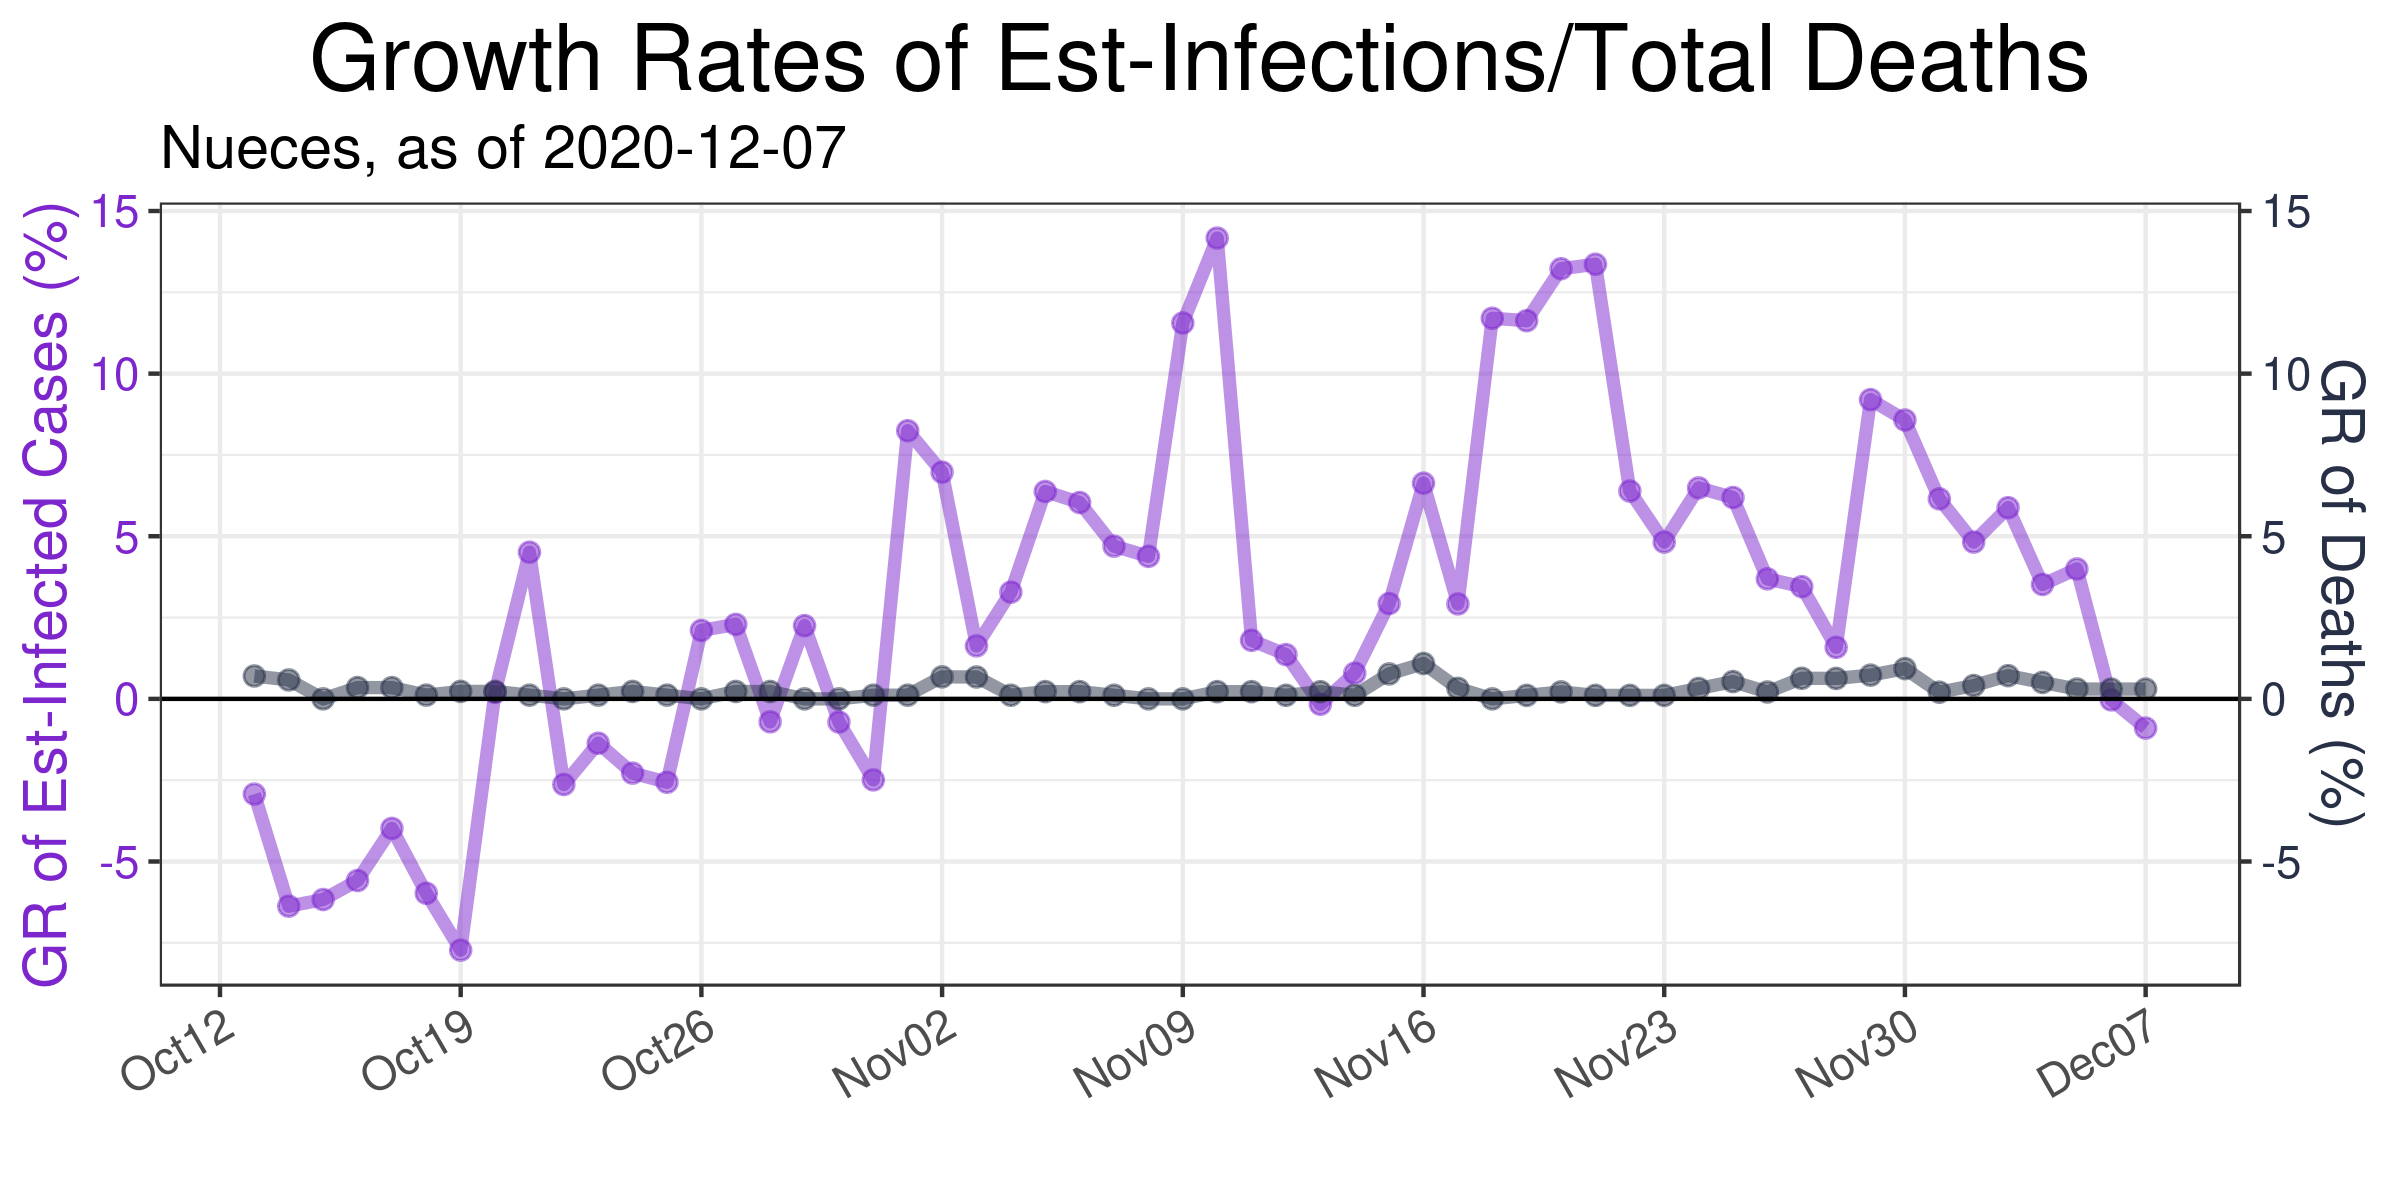 Growth Rates of Est-Infections/Total Deaths
Nueces, as of 2020-12-07
GR of Est-Infected Cases (%)
15
10
5
0
-5
15
10
5
0
-5
GR of Deaths (%)
Oct12
Oct19
Oct26
Nov02
Nov09
Nov16
Nov23
Nov30
Dec07